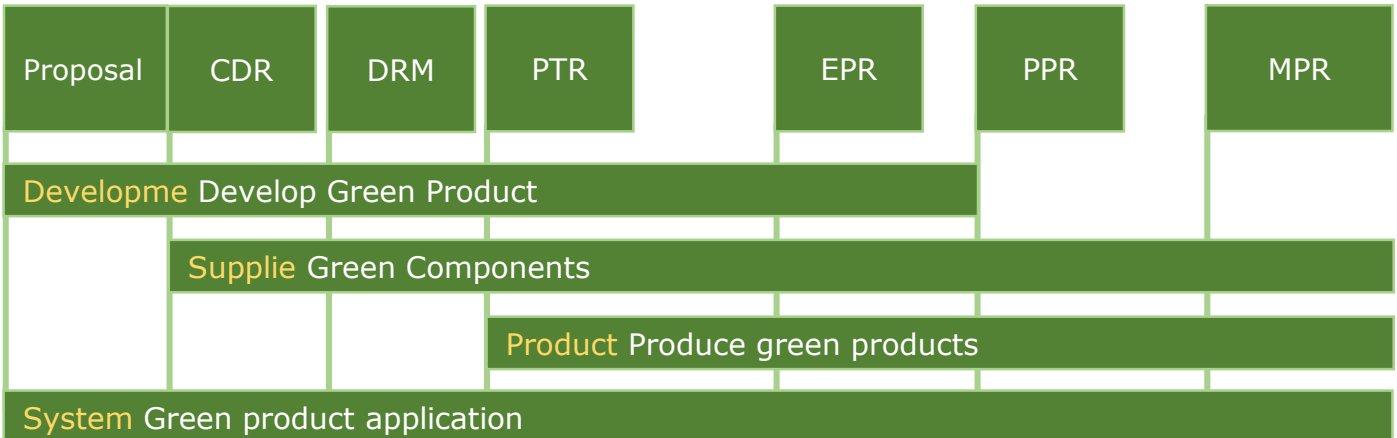 Proposal CDR DRM PTR EPR PPR MPR
Developme Develop Green Product
Supplie Green Components
Product Produce green products
System Green product application